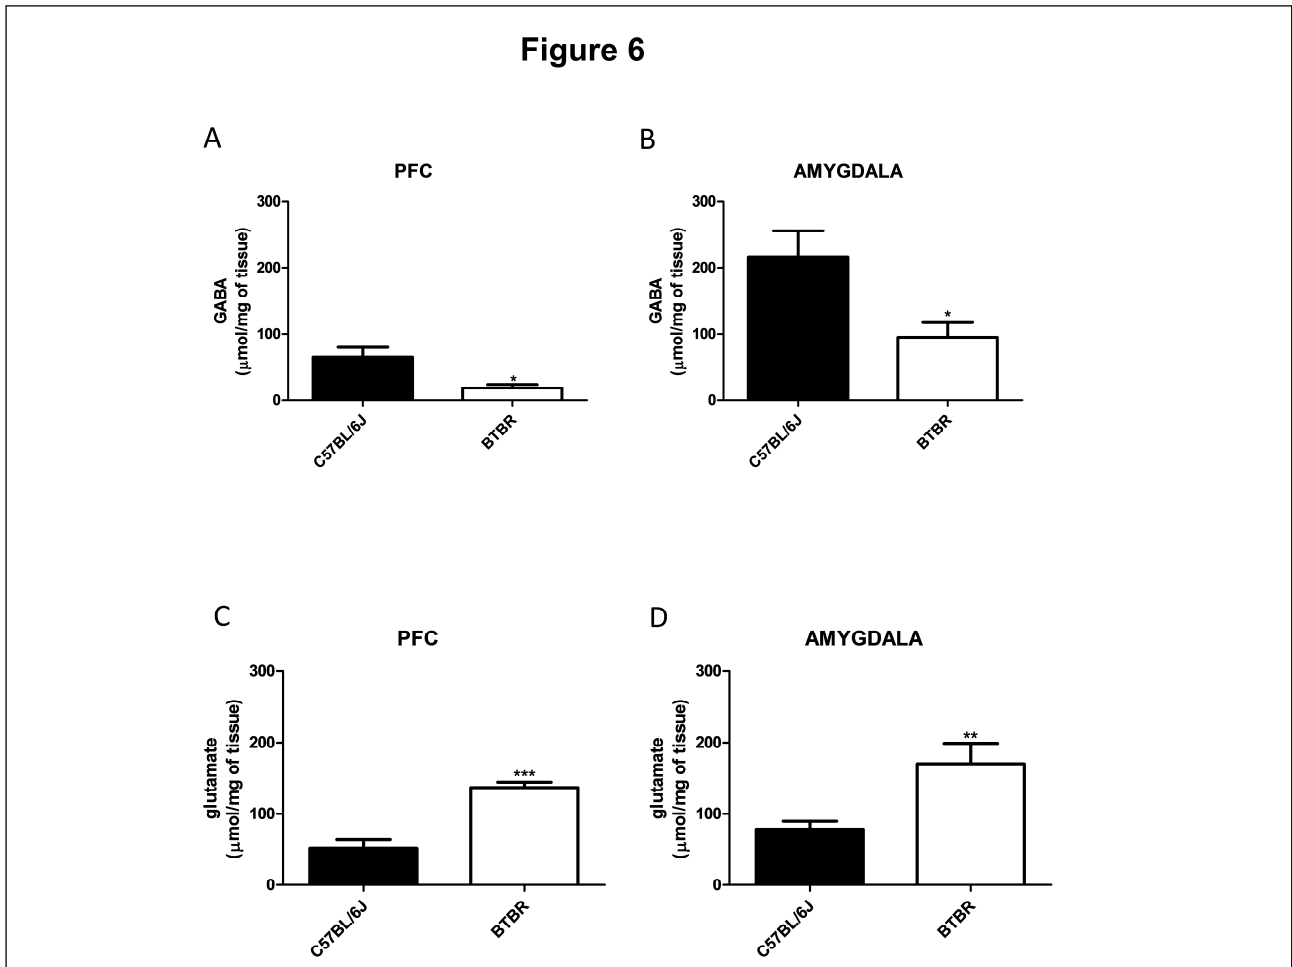 Figure 6
A
PFC
300
200
100
0
GABA
(μmol/mg of tissue)
*
C57BL/6J
BTBR
B
AMYGDALA
300
200
100
0
GABA
(μmol/mg of tissue)
*
C57BL/6J
BTBR
C
PFC
300
200
100
0
glutamate
(μmol/mg of tissue)
***
C57BL/6J
BTBR
D
AMYGDALA
300
200
100
0
glutamate
(μmol/mg of tissue)
**
C57BL/6J
BTBR